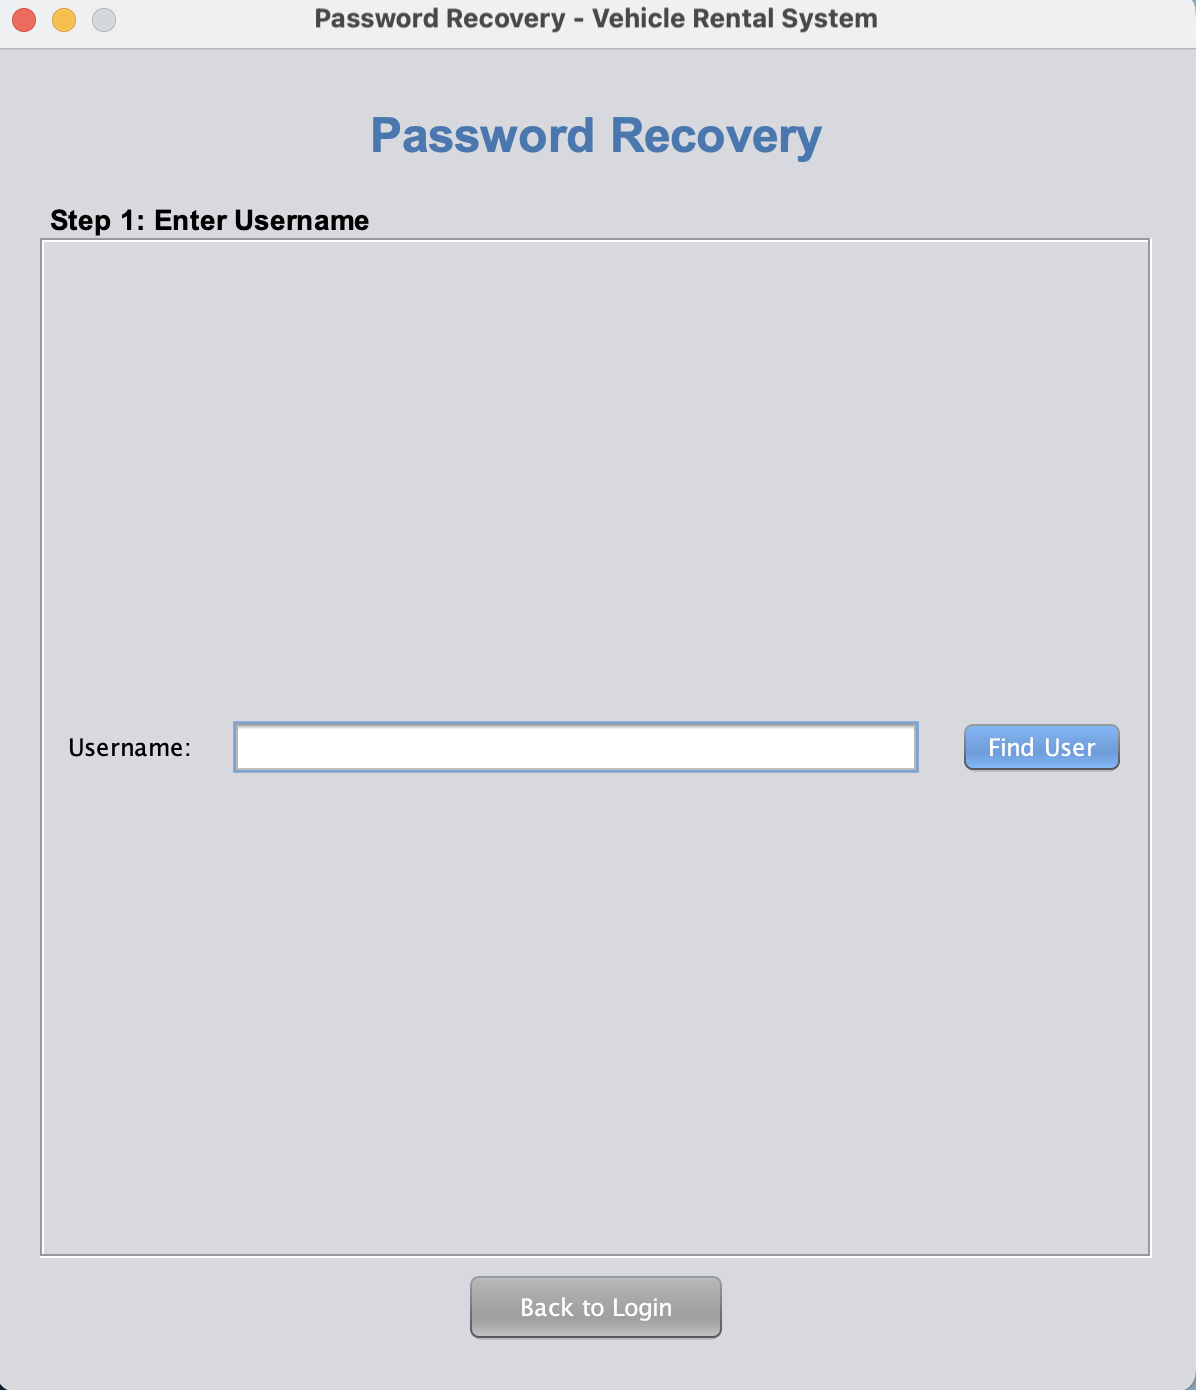 Password Recovery - Vehicle Rental System
Password Recovery
Step 1: Enter Username
Username:
Find User
Back to Login